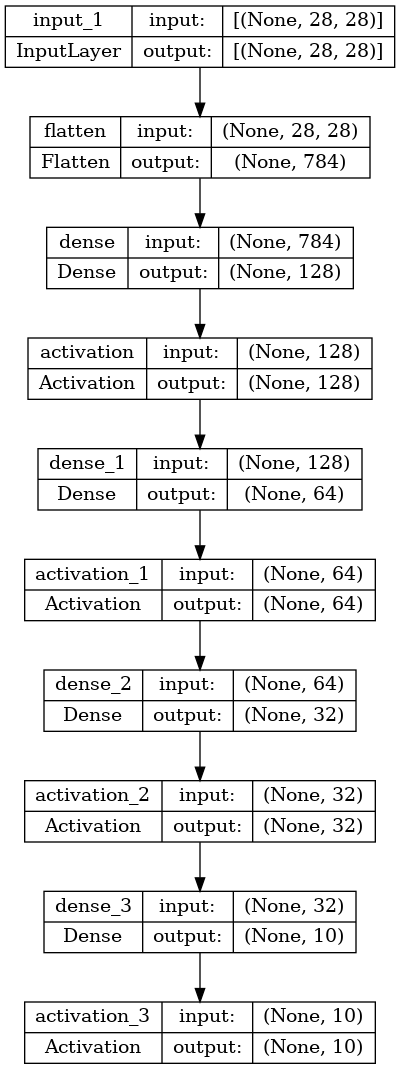 input_1 input: [(None, 28, 28)]
InputLayer output: [(None, 28, 28)]
flatten input: (None, 28, 28)
Flatten output: (None, 784)
dense input: (None, 784)
Dense output: (None, 128)
activation input: (None, 128)
Activation output: (None, 128)
dense_1 input: (None, 128)
Dense output: (None, 64)
activation_1 input: (None, 64)
Activation output: (None, 64)
dense_2 input: (None, 64)
Dense output: (None, 32)
activation_2 input: (None, 32)
Activation output: (None, 32)
dense_3 input: (None, 32)
Dense output: (None, 10)
activation_3 input: (None, 10)
Activation output: (None, 10)